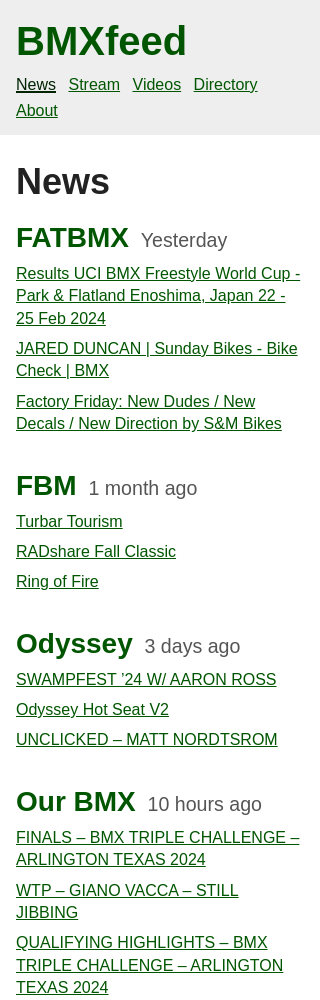 BMXfeed
News Stream Videos Directory
About
News
FATBMX Yesterday
Results UCI BMX Freestyle World Cup -
Park & Flatland Enoshima, Japan 22 -
25 Feb 2024
JARED DUNCAN | Sunday Bikes - Bike
Check | BMX
Factory Friday: New Dudes / New
Decals / New Direction by S&M Bikes
FBM 1 month ago
Turbar Tourism
RADshare Fall Classic
Ring of Fire
Odyssey 3 days ago
SWAMPFEST ’24 W/ AARON ROSS
Odyssey Hot Seat V2
UNCLICKED – MATT NORDTSROM
Our BMX 10 hours ago
FINALS – BMX TRIPLE CHALLENGE –
ARLINGTON TEXAS 2024
WTP – GIANO VACCA – STILL
JIBBING
QUALIFYING HIGHLIGHTS – BMX
TRIPLE CHALLENGE – ARLINGTON
TEXAS 2024